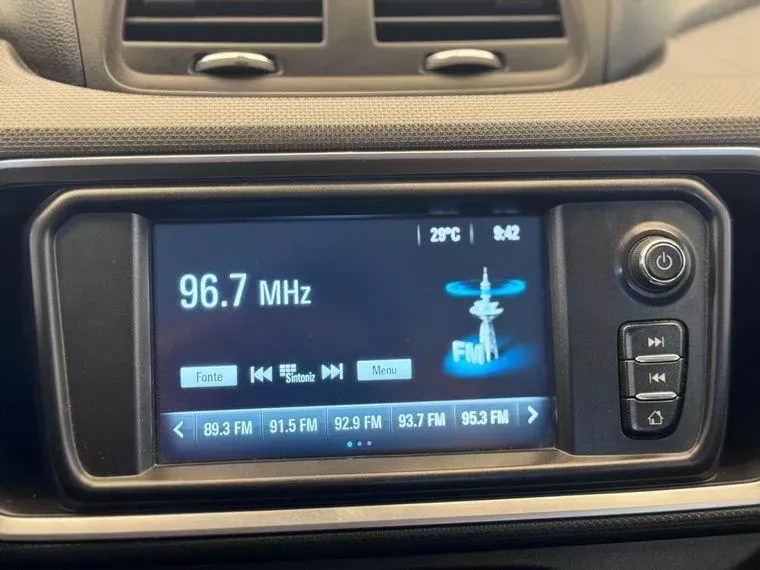 29°C 9:42
96.7 MHz
FM
Fonte Sintoniz Menu
89.3 FM 91.5 FM 92.9 FM 93.7 FM 95.3 FM